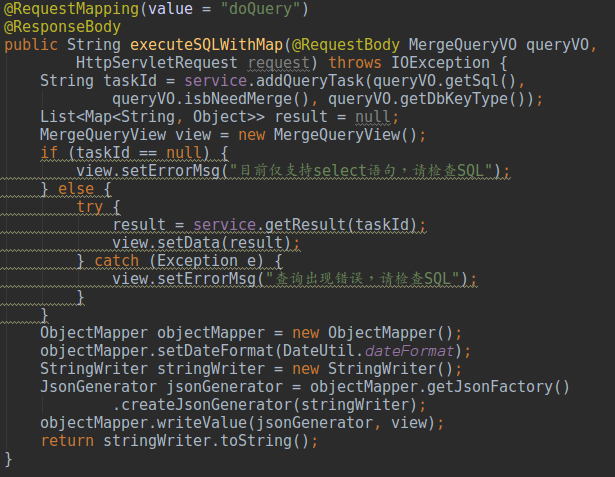 @RequestMapping(value = "doQuery")
@ResponseBody
public String executeSQLWithMap(@RequestBody MergeQueryVO queryVO,
HttpServletRequest request) throws IOException {
String taskId = service.addQueryTask(queryVO.getSql(),
queryVO.isbNeedMerge(), queryVO.getDbKeyType());
List<Map<String, Object>> result = null;
MergeQueryView view = new MergeQueryView();
if (taskId == null) {
view.setErrorMsg("目前仅支持select语句，请检查SQL");
} else {
try {
result = service.getResult(taskId);
view.setData(result);
} catch (Exception e) {
view.setErrorMsg("查询出现错误，请检查SQL");
}
}
ObjectMapper objectMapper = new ObjectMapper();
objectMapper.setDateFormat(DateUtil.dateFormat);
StringWriter stringWriter = new StringWriter();
JsonGenerator jsonGenerator = objectMapper.getJsonFactory()
.createJsonGenerator(stringWriter);
objectMapper.writeValue(jsonGenerator, view);
return stringWriter.toString();
}